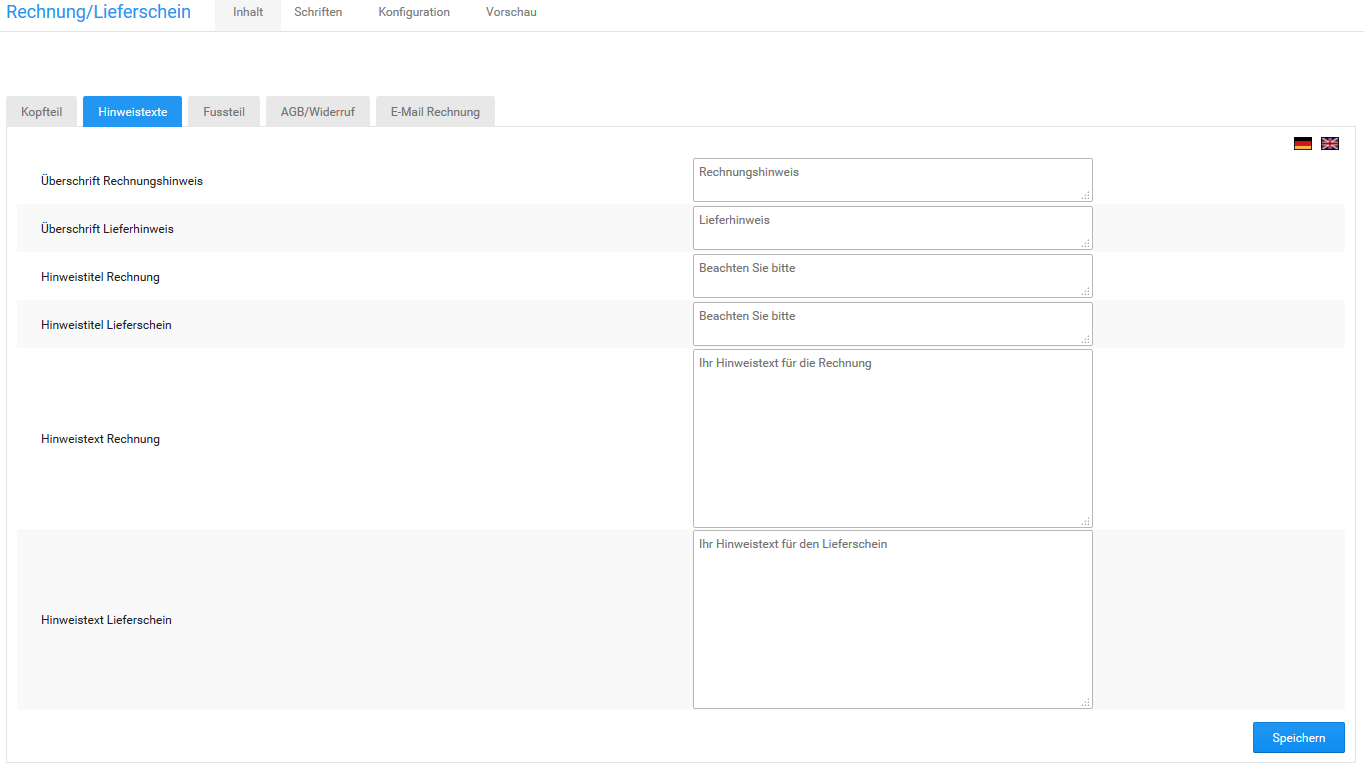 Rechnung/Lieferschein Inhalt Schriften Konfiguration Vorschau
Kopfteil Hinweistexte Fussteil AGB/Widerruf E-Mail Rechnung
Überschrift Rechnungshinweis Rechnungshinweis
Überschrift Lieferhinweis Lieferhinweis
Hinweistitel Rechnung Beachten Sie bitte
Hinweistitel Lieferschein Beachten Sie bitte
Hinweistext Rechnung Ihr Hinweistext für die Rechnung
Hinweistext Lieferschein Ihr Hinweistext für den Lieferschein
Speichern